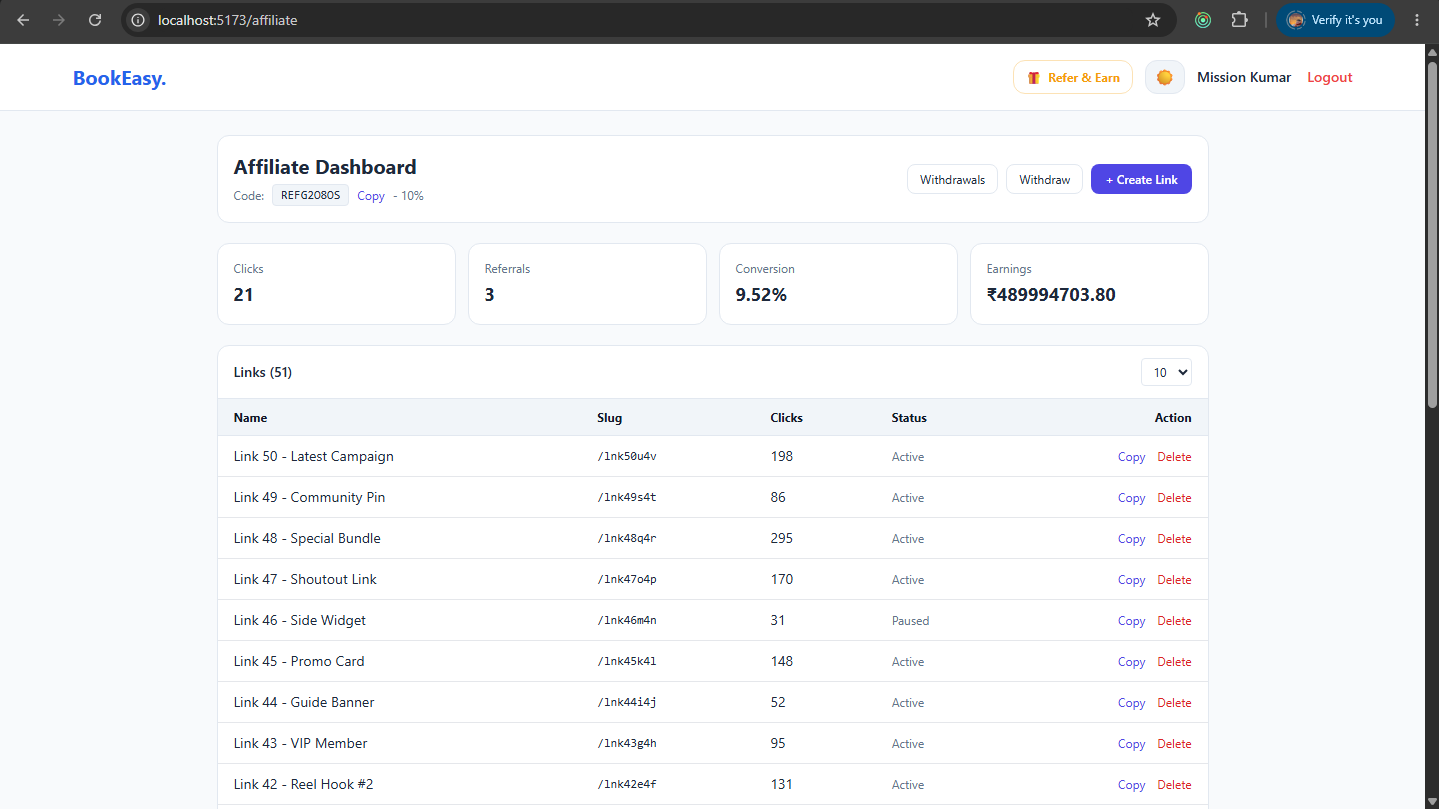 localhost:5173/affiliate
Verify it's you
BookEasy.
Refer & Earn
Mission Kumar
Logout
Affiliate Dashboard
Code: REFG2080S Copy - 10%
Withdrawals
Withdraw
+ Create Link
Clicks
21
Referrals
3
Conversion
9.52%
Earnings
₹489994703.80
Links (51)
10
Name Slug Clicks Status Action
Link 50 - Latest Campaign /lnk50u4v 198 Active Copy Delete
Link 49 - Community Pin /lnk49s4t 86 Active Copy Delete
Link 48 - Special Bundle /lnk48q4r 295 Active Copy Delete
Link 47 - Shoutout Link /lnk47o4p 170 Active Copy Delete
Link 46 - Side Widget /lnk46m4n 31 Paused Copy Delete
Link 45 - Promo Card /lnk45k4l 148 Active Copy Delete
Link 44 - Guide Banner /lnk44i4j 52 Active Copy Delete
Link 43 - VIP Member /lnk43g4h 95 Active Copy Delete
Link 42 - Reel Hook #2 /lnk42e4f 131 Active Copy Delete